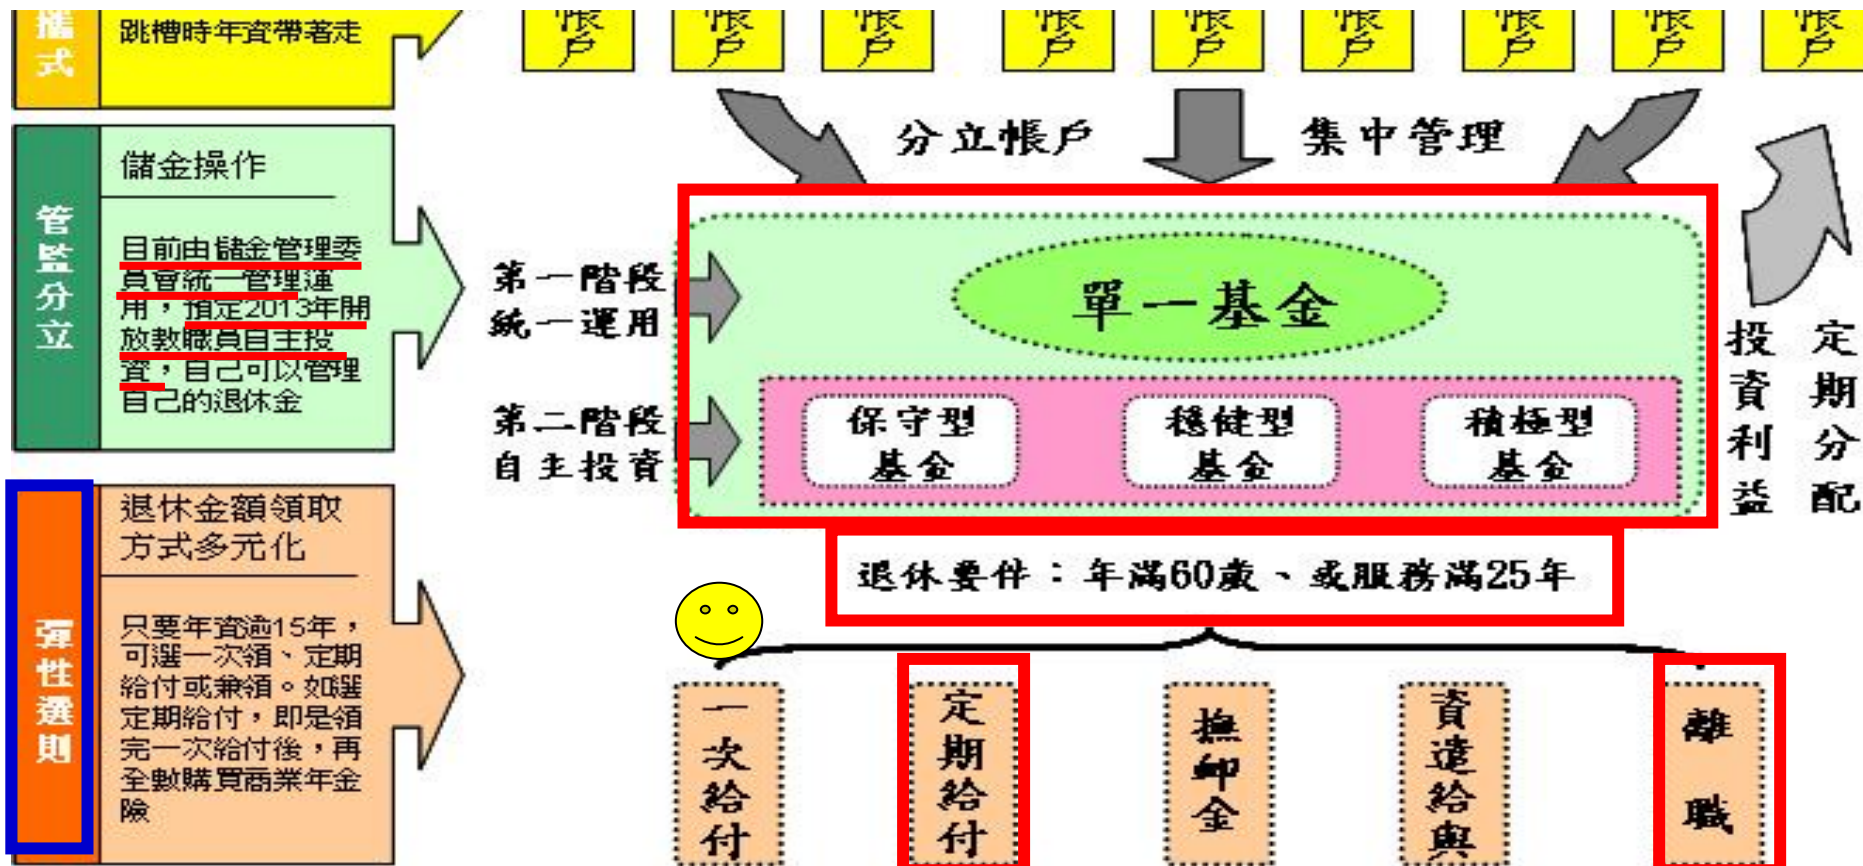 攜式
跳槽時年資帶著走
帳戶
帳戶
帳戶
帳戶
帳戶
帳戶
帳戶
帳戶
帳戶
分立帳戶
集中管理
管監分立
儲金操作
目前由儲金管理委
員會統一管理運
用，預定2013年開
放教職員自主投
資，自己可以管理
自己的退休金
第一階段
統一運用
單一基金
第二階段
自主投資
保守型
基金
穩健型
基金
積極型
基金
投資利益
定期分配
彈性選則
退休金額領取
方式多元化
只要年資逾15年，
可選一次領、定期
給付或兼領。如選
定期給付，即是領
完一次給付後，再
全數購買商業年金
險
退休要件：年滿60歲、或服務滿25年
一次給付
定期給付
撫卹金
資遣給與
離職